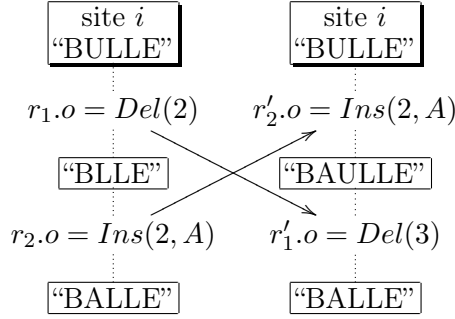 site i site i
“BULLE” “BULLE”
r₁.o = Del(2) r′₂.o = Ins(2, A)
“BLLE” “BAULLE”
r₂.o = Ins(2, A) r′₁.o = Del(3)
“BALLE” “BALLE”